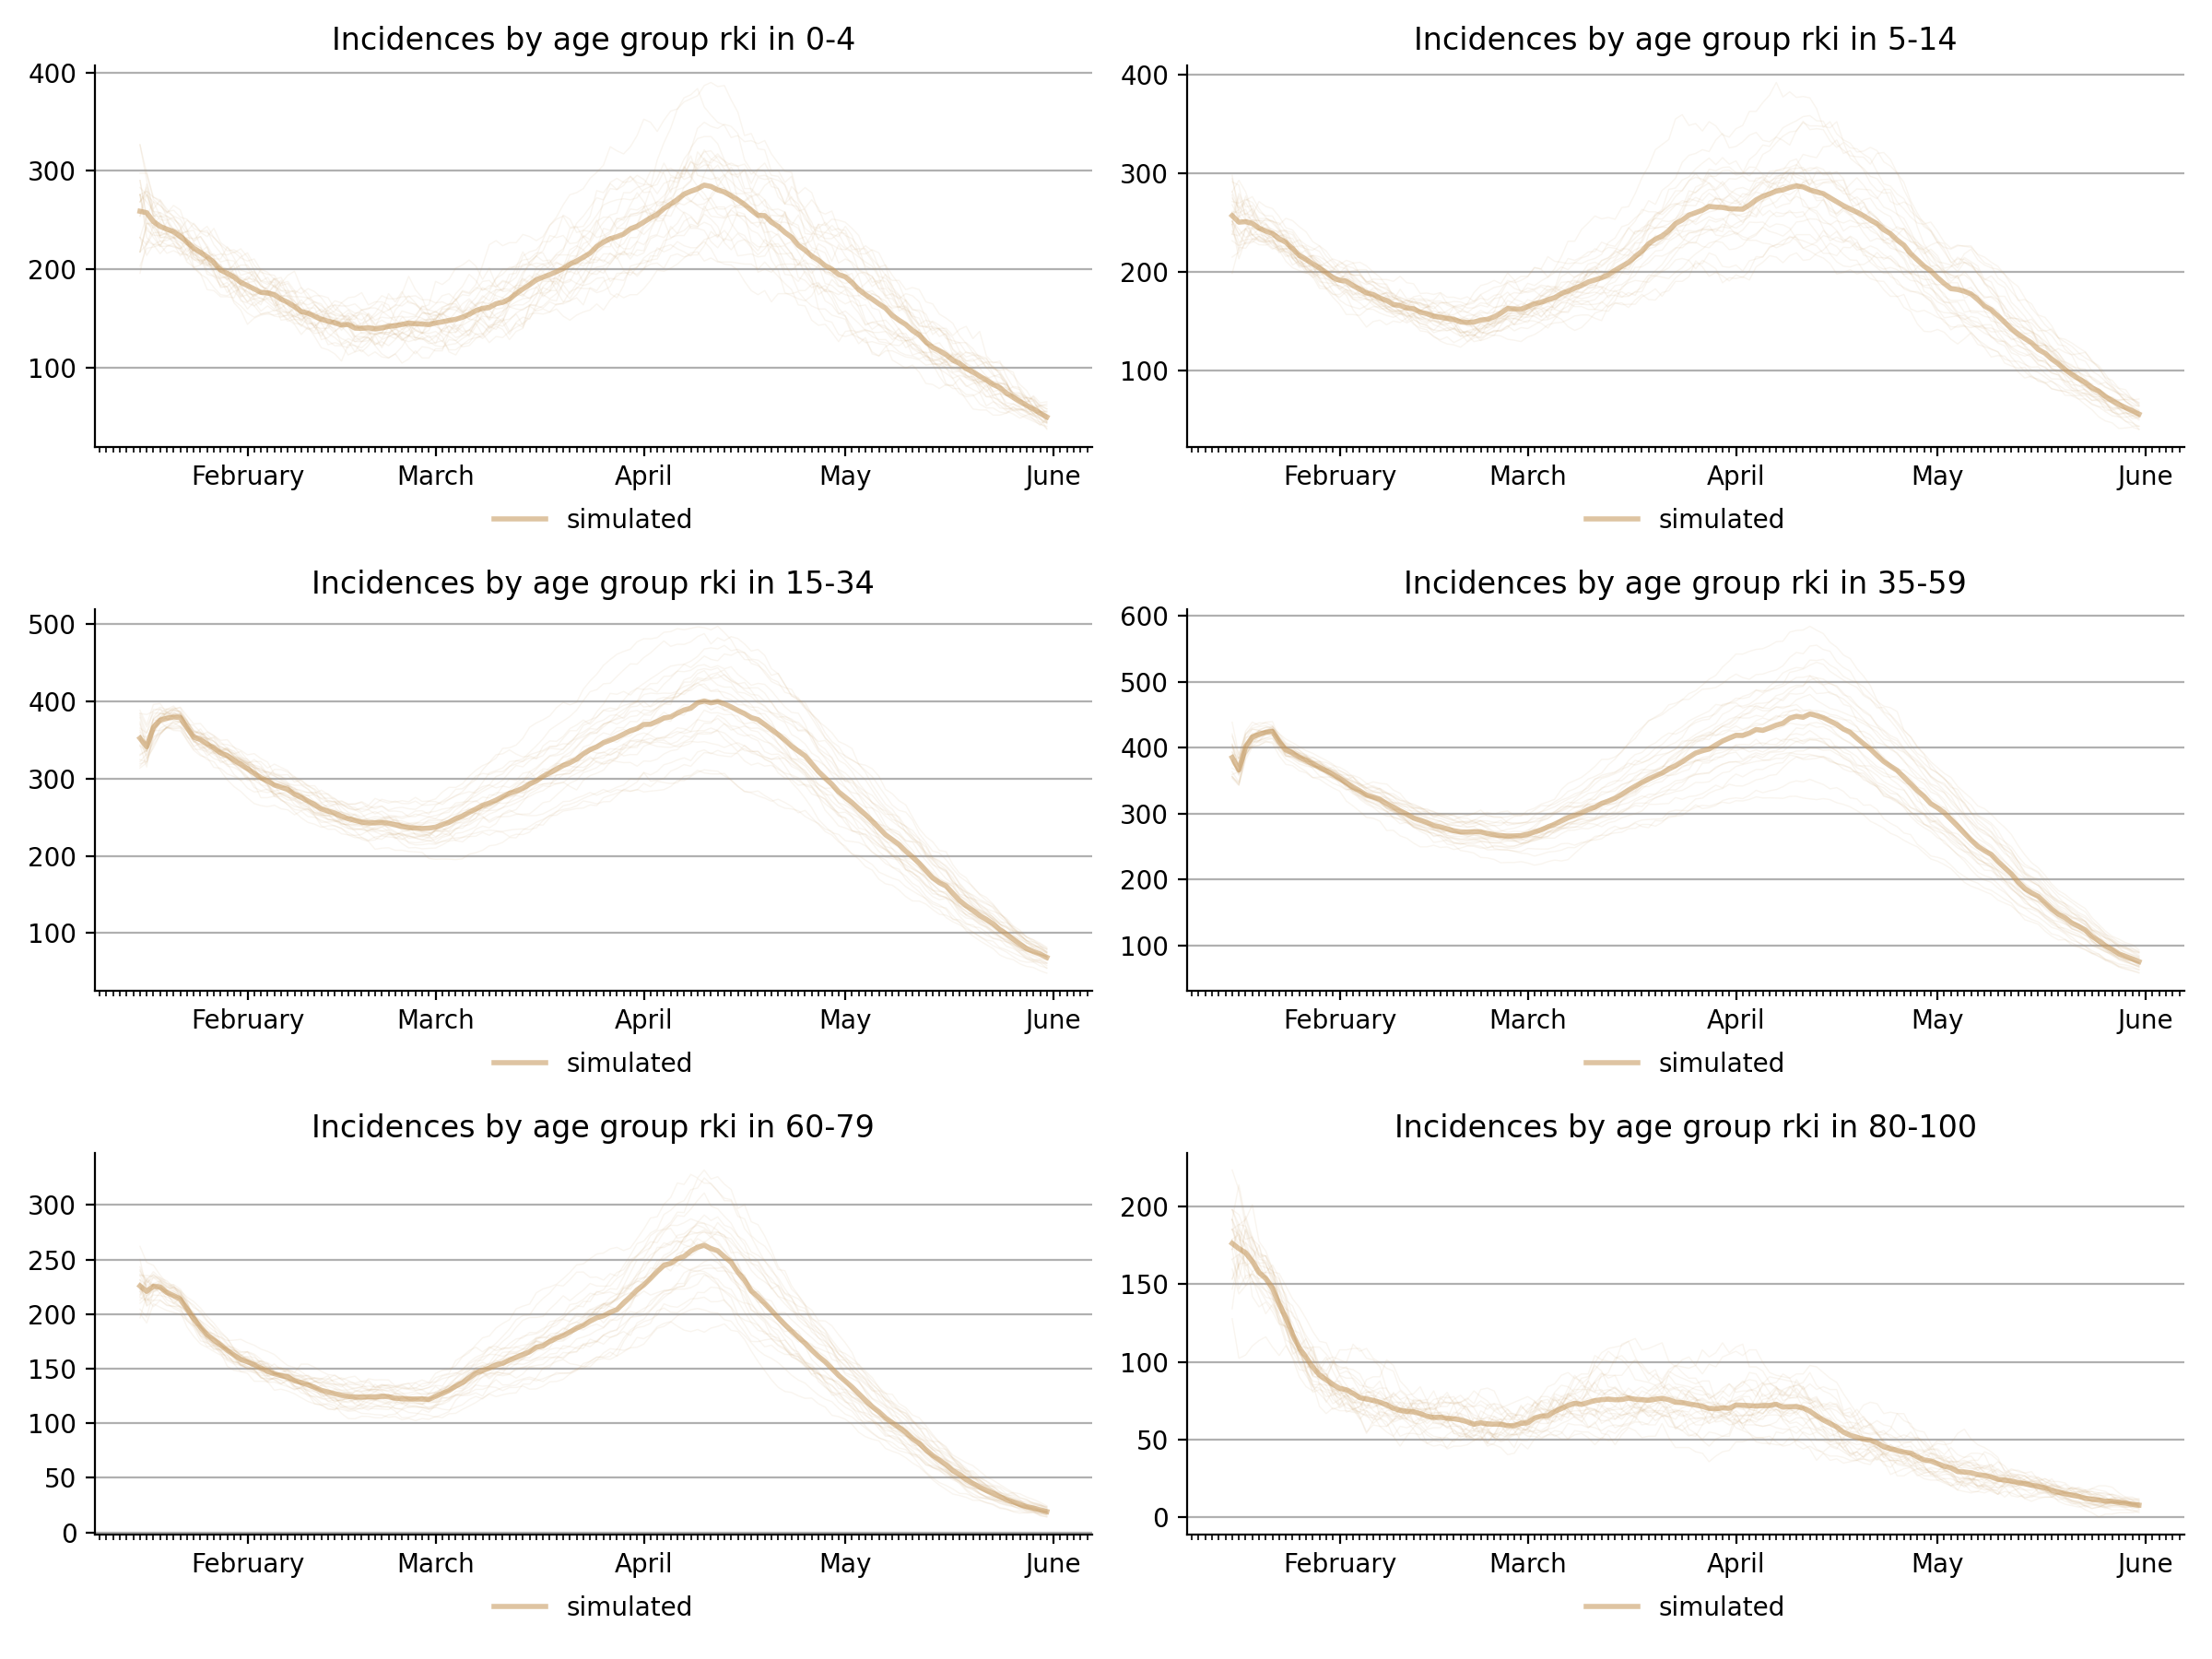 Incidences by age group rki in 0-4
400
300
200
100
February March April May June
simulated
Incidences by age group rki in 5-14
400
300
200
100
February March April May June
simulated
Incidences by age group rki in 15-34
500
400
300
200
100
February March April May June
simulated
Incidences by age group rki in 35-59
600
500
400
300
200
100
February March April May June
simulated
Incidences by age group rki in 60-79
300
250
200
150
100
50
0
February March April May June
simulated
Incidences by age group rki in 80-100
200
150
100
50
0
February March April May June
simulated